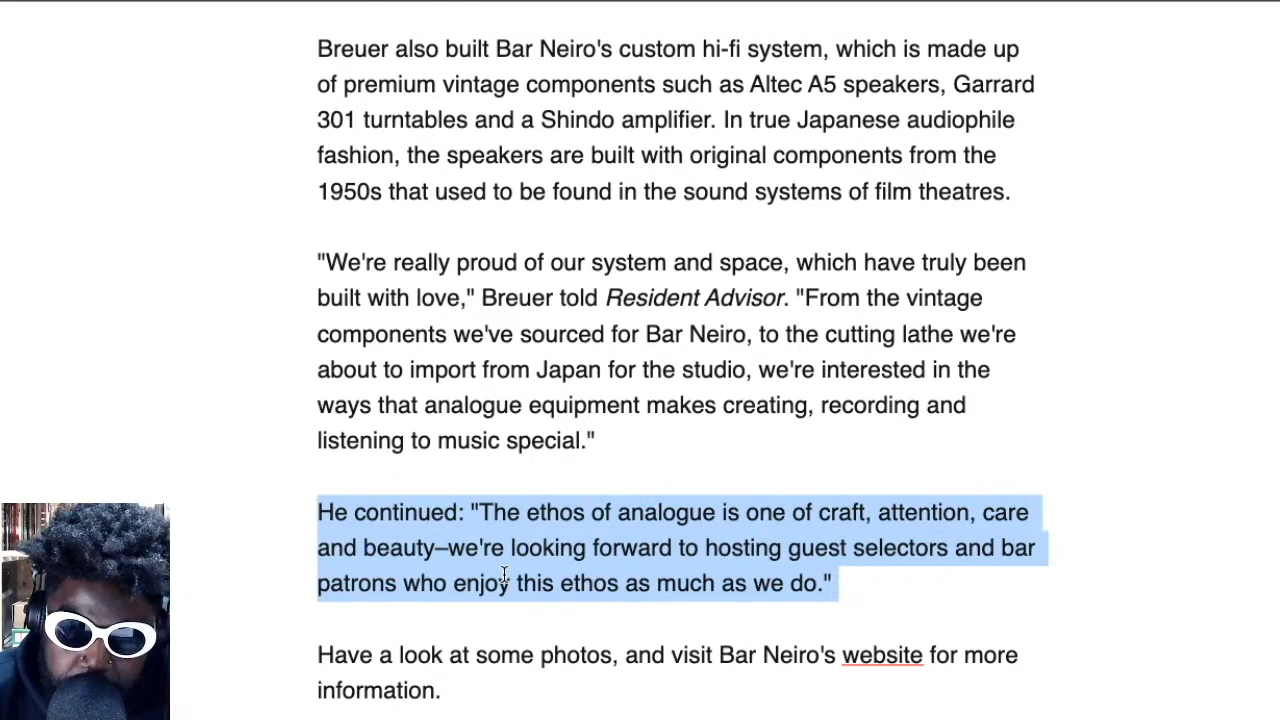 Breuer also built Bar Neiro's custom hi-fi system, which is made up
of premium vintage components such as Altec A5 speakers, Garrard
301 turntables and a Shindo amplifier. In true Japanese audiophile
fashion, the speakers are built with original components from the
1950s that used to be found in the sound systems of film theatres.
"We're really proud of our system and space, which have truly been
built with love," Breuer told Resident Advisor. "From the vintage
components we've sourced for Bar Neiro, to the cutting lathe we're
about to import from Japan for the studio, we're interested in the
ways that analogue equipment makes creating, recording and
listening to music special."
He continued: "The ethos of analogue is one of craft, attention, care
and beauty–we're looking forward to hosting guest selectors and bar
patrons who enjoy this ethos as much as we do."
Have a look at some photos, and visit Bar Neiro's website for more
information.